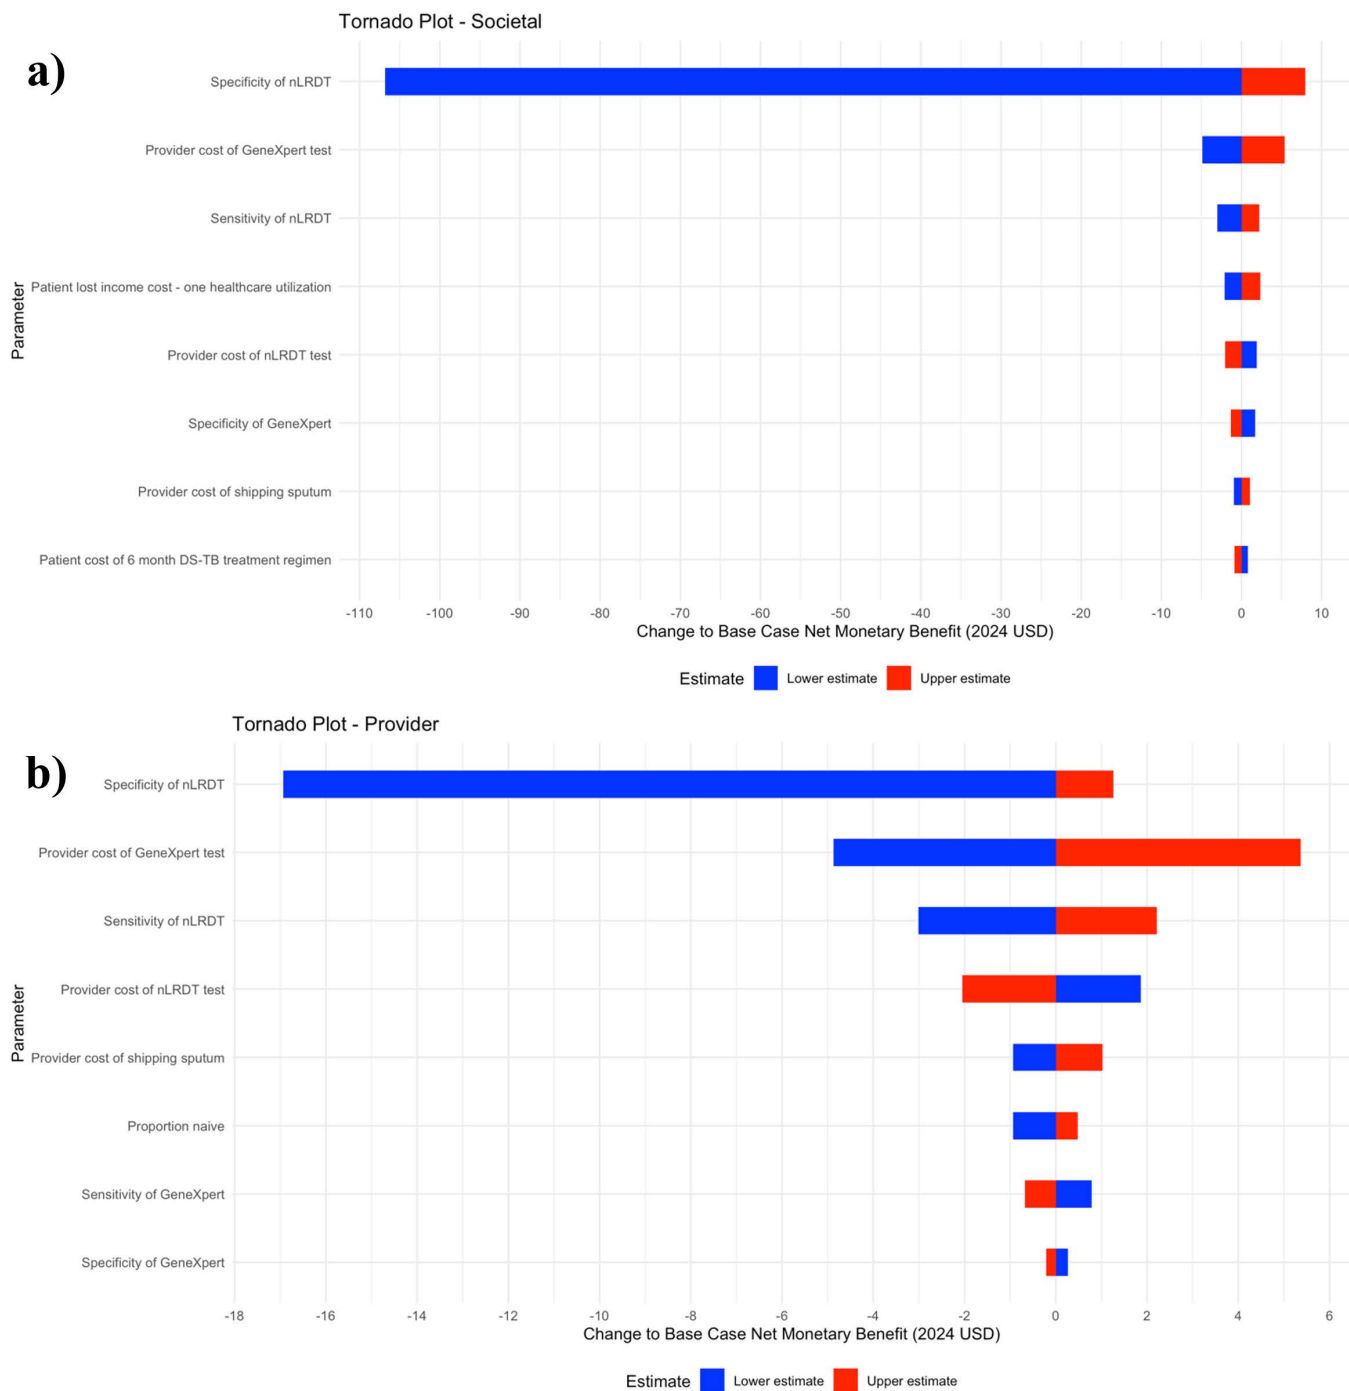 Tornado Plot - Societal
a)
Specificity of nLRDT
Provider cost of GeneXpert test
Sensitivity of nLRDT
Patient lost income cost - one healthcare utilization
Provider cost of nLRDT test
Specificity of GeneXpert
Provider cost of shipping sputum
Patient cost of 6 month DS-TB treatment regimen
Parameter
-110 -100 -90 -80 -70 -60 -50 -40 -30 -20 -10 0 10
Change to Base Case Net Monetary Benefit (2024 USD)
Estimate Lower estimate Upper estimate
Tornado Plot - Provider
b)
Specificity of nLRDT
Provider cost of GeneXpert test
Sensitivity of nLRDT
Provider cost of nLRDT test
Provider cost of shipping sputum
Proportion naive
Sensitivity of GeneXpert
Specificity of GeneXpert
Parameter
-18 -16 -14 -12 -10 -8 -6 -4 -2 0 2 4 6
Change to Base Case Net Monetary Benefit (2024 USD)
Estimate Lower estimate Upper estimate